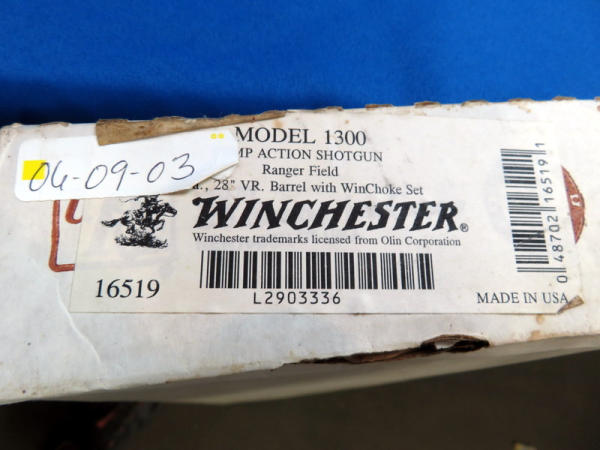 MODEL 1300
MP ACTION SHOTGUN
Ranger Field
06-09-03
., 28" VR. Barrel with WinChoke Set
WINCHESTER®
Winchester trademarks licensed from Olin Corporation
16519
L2903336
MADE IN USA
0 48702 16519 1